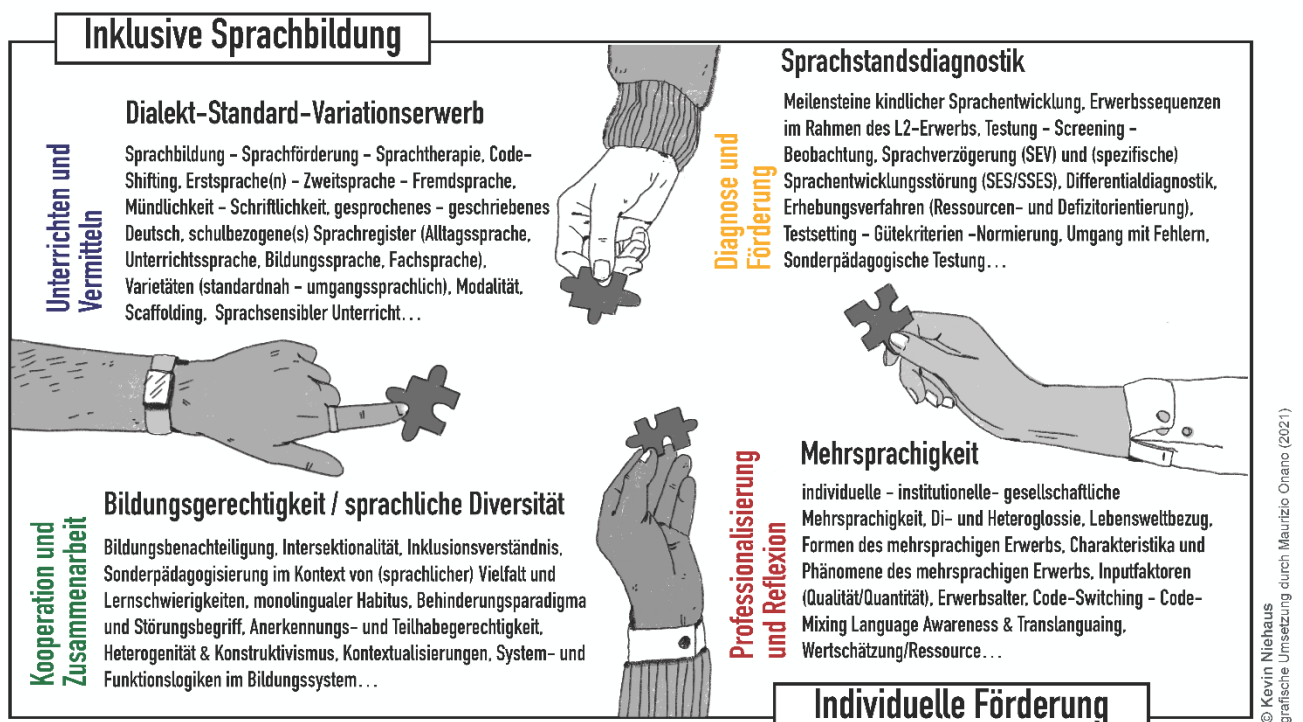 Inklusive Sprachbildung
Unterrichten und
Vermitteln
Dialekt-Standard-Variationserwerb
Sprachbildung – Sprachförderung – Sprachtherapie, Code-
Shifting, Erstsprache(n) – Zweitsprache – Fremdsprache,
Mündlichkeit – Schriftlichkeit, gesprochenes – geschriebenes
Deutsch, schulbezogene(s) Sprachregister (Alltagssprache,
Unterrichtssprache, Bildungssprache, Fachsprache),
Varietäten (standardnah – umgangssprachlich), Modalität,
Scaffolding, Sprachsensibler Unterricht...
Diagnose und
Förderung
Sprachstandsdiagnostik
Meilensteine kindlicher Sprachentwicklung, Erwerbssequenzen
im Rahmen des L2-Erwerbs, Testung – Screening –
Beobachtung, Sprachverzögerung (SEV) und (spezifische)
Sprachentwicklungsstörung (SES/SSES), Differentialdiagnostik,
Erhebungsverfahren (Ressourcen- und Defizitorientierung),
Testsetting – Gütekriterien –Normierung, Umgang mit Fehlern,
Sonderpädagogische Testung...
Kooperation und
Zusammenarbeit
Bildungsgerechtigkeit / sprachliche Diversität
Bildungsbenachteiligung, Intersektionalität, Inklusionsverständnis,
Sonderpädagogisierung im Kontext von (sprachlicher) Vielfalt und
Lernschwierigkeiten, monolingualer Habitus, Behinderungsparadigma
und Störungsbegriff, Anerkennungs- und Teilhabegerechtigkeit,
Heterogenität & Konstruktivismus, Kontextualisierungen, System- und
Funktionslogiken im Bildungssystem...
Professionalisierung
und Reflexion
Mehrsprachigkeit
individuelle – institutionelle- gesellschaftliche
Mehrsprachigkeit, Di- und Heteroglossie, Lebensweltbezug,
Formen des mehrsprachigen Erwerbs, Charakteristika und
Phänomene des mehrsprachigen Erwerbs, Inputfaktoren
(Qualität/Quantität), Erwerbsalter, Code-Switching – Code-
Mixing Language Awareness & Translanguaing,
Wertschätzung/Ressource...
Individuelle Förderung
© Kevin Niehaus
grafische Umsetzung durch Maurizio Onano (2021)